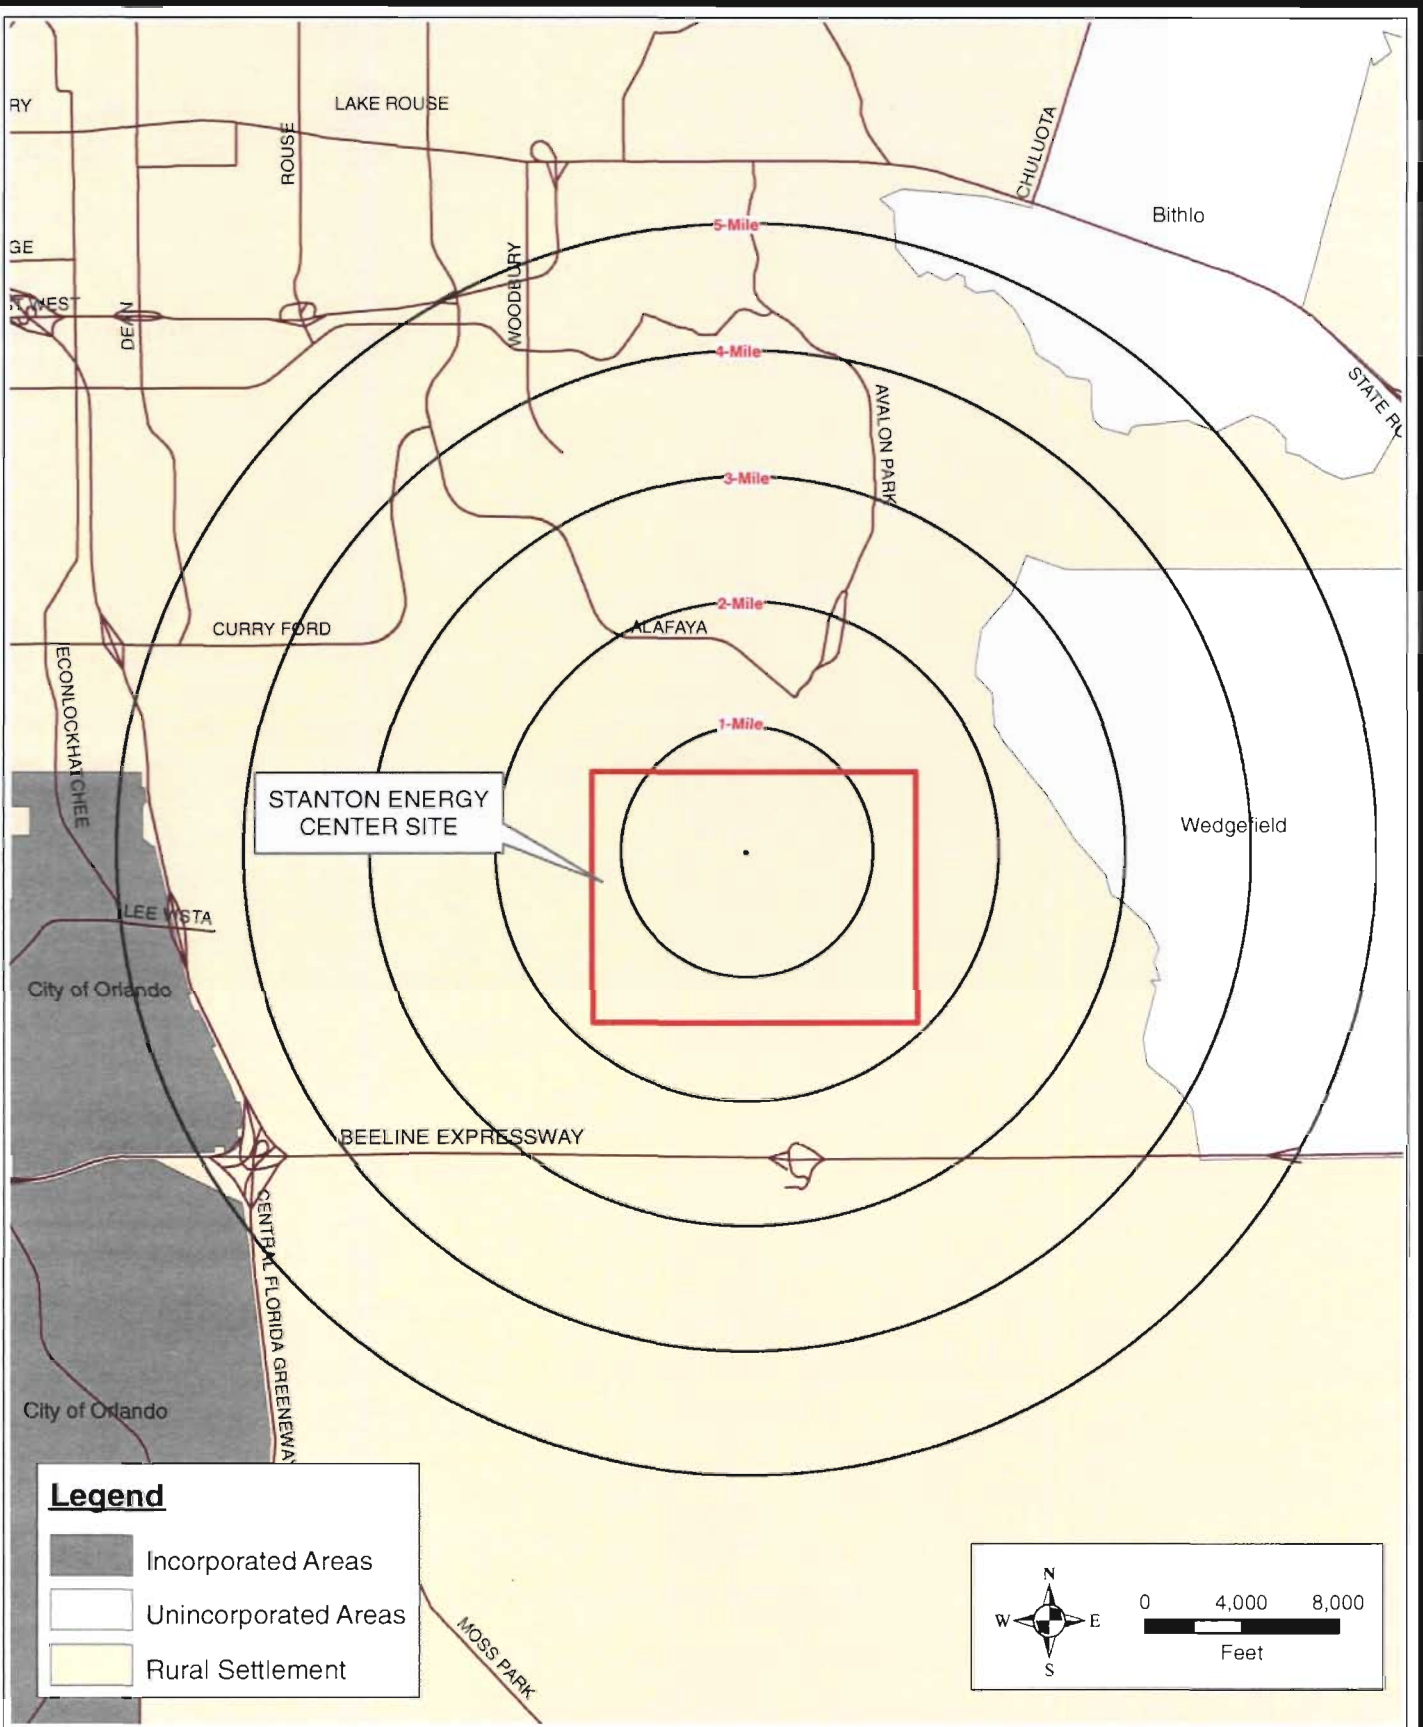 RY
LAKE ROUSE
ROUSE
CHULUOTA
Bithlo
5-Mile
GE
WOODBURY
ST WEST
DEAN
4-Mile
STATE RO
AVALON PARK
3-Mile
2-Mile
CURRY FORD
ALAFAYA
ECONLOCKHATCHEE
1-Mile
STANTON ENERGY
CENTER SITE
Wedgefield
LEE VISTA
City of Orlando
BEELINE EXPRESSWAY
CENTRAL FLORIDA GREENEWAY
City of Orlando
Legend
Incorporated Areas
Unincorporated Areas
Rural Settlement
MOSS PARK
N
W
E
S
0 4,000 8,000
Feet